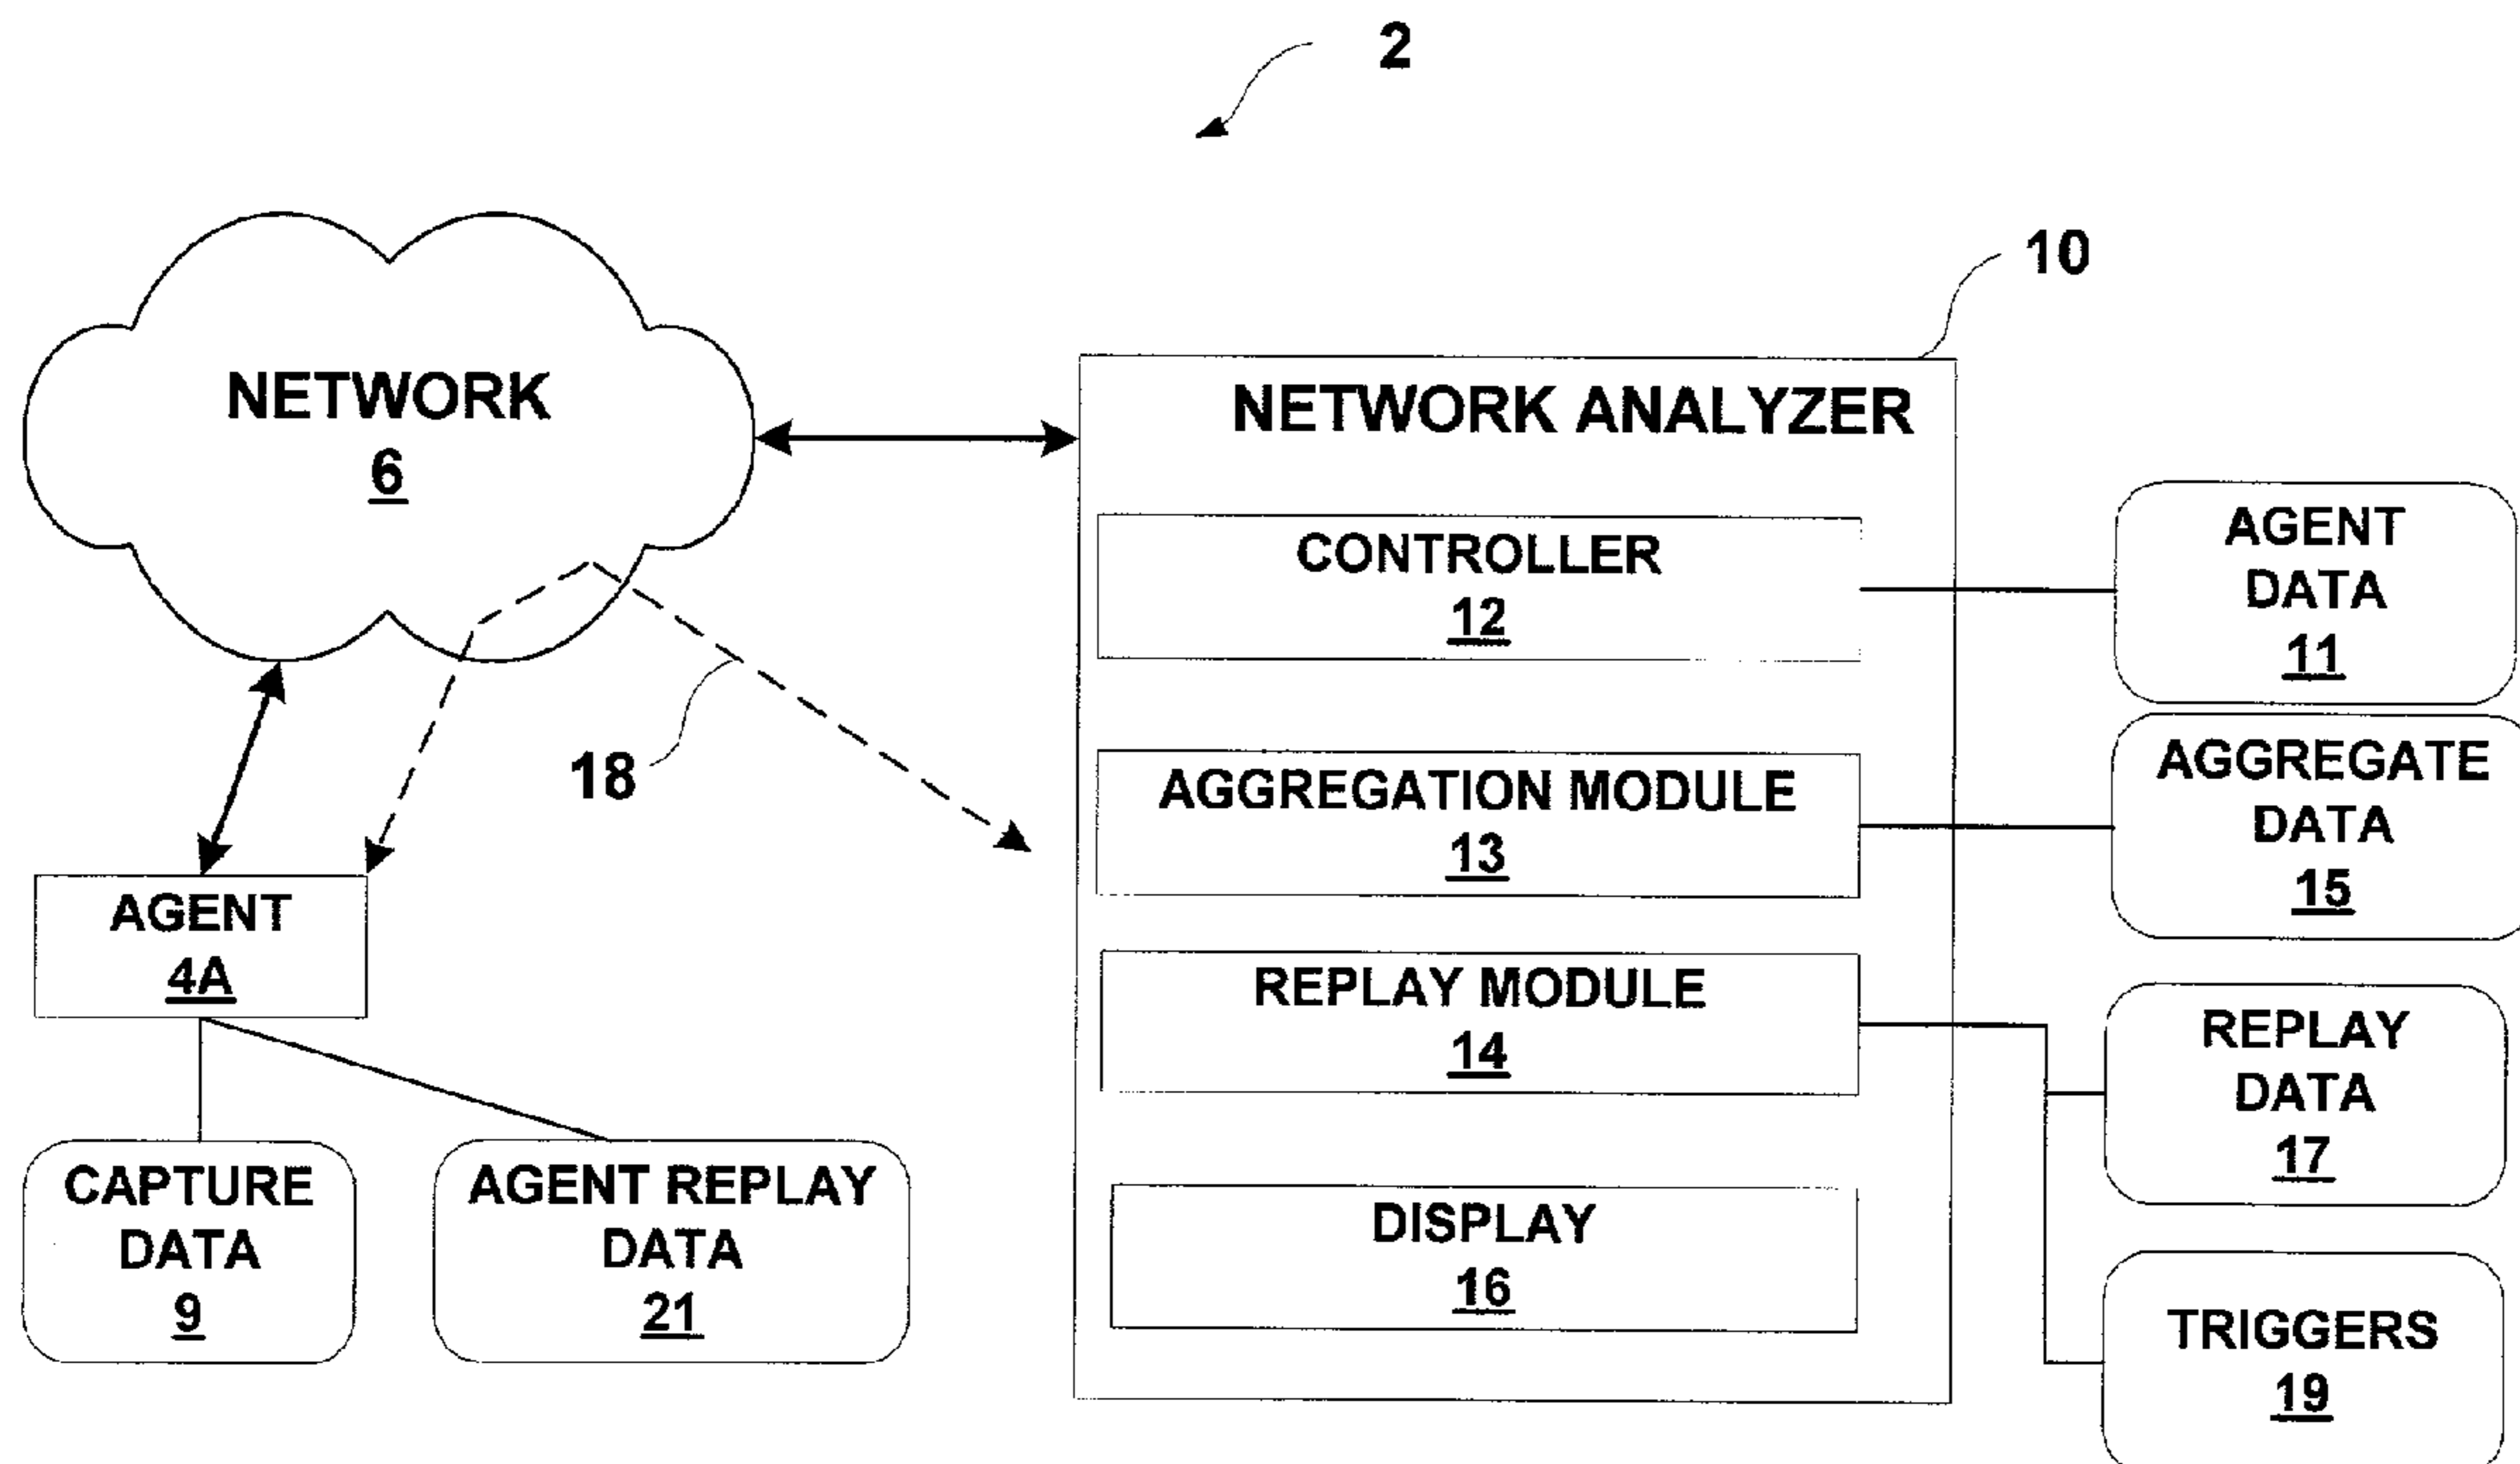 2
10
NETWORK
6
NETWORK ANALYZER
CONTROLLER
12
AGENT
DATA
11
18
AGGREGATION MODULE
13
AGGREGATE
DATA
15
AGENT
4A
REPLAY MODULE
14
REPLAY
DATA
17
CAPTURE
DATA
9
AGENT REPLAY
DATA
21
DISPLAY
16
TRIGGERS
19